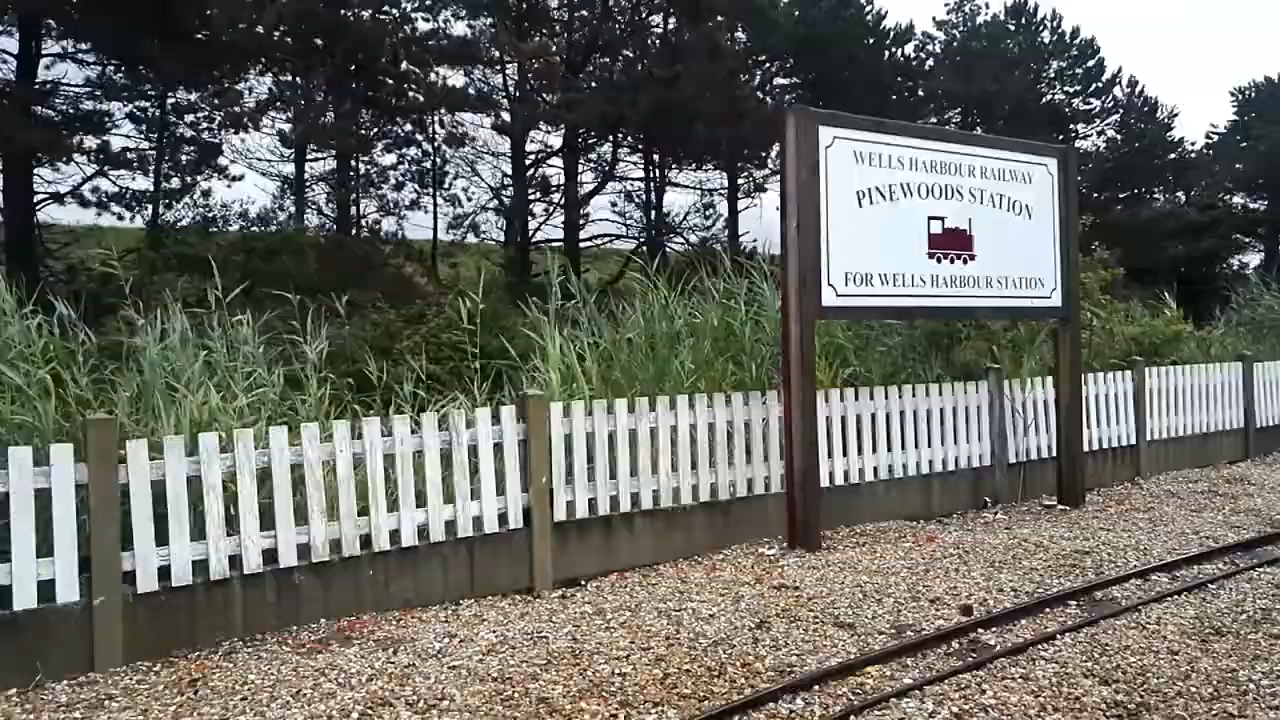 WELLS HARBOUR RAILWAY
PINEWOODS STATION
FOR WELLS HARBOUR STATION